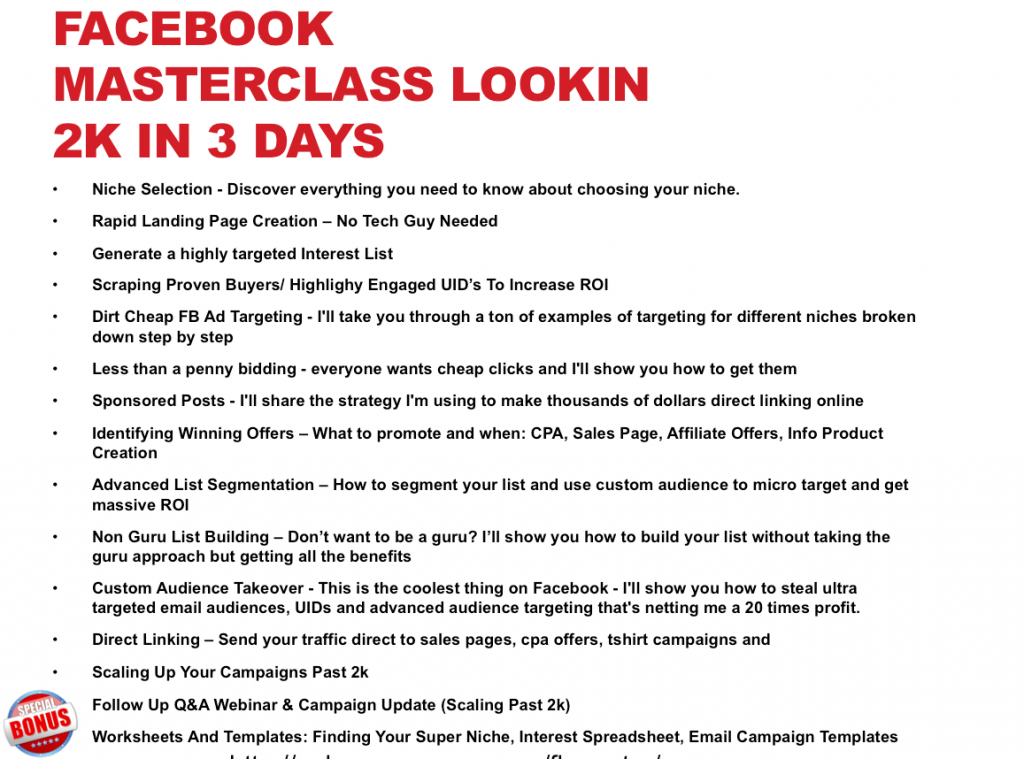 FACEBOOK
MASTERCLASS LOOKIN
2K IN 3 DAYS
• Niche Selection - Discover everything you need to know about choosing your niche.
• Rapid Landing Page Creation – No Tech Guy Needed
• Generate a highly targeted Interest List
• Scraping Proven Buyers/ Highlighy Engaged UID's To Increase ROI
• Dirt Cheap FB Ad Targeting - I'll take you through a ton of examples of targeting for different niches broken
down step by step
• Less than a penny bidding - everyone wants cheap clicks and I'll show you how to get them
• Sponsored Posts - I'll share the strategy I'm using to make thousands of dollars direct linking online
• Identifying Winning Offers – What to promote and when: CPA, Sales Page, Affiliate Offers, Info Product
Creation
• Advanced List Segmentation – How to segment your list and use custom audience to micro target and get
massive ROI
• Non Guru List Building – Don't want to be a guru? I'll show you how to build your list without taking the
guru approach but getting all the benefits
• Custom Audience Takeover - This is the coolest thing on Facebook - I'll show you how to steal ultra
targeted email audiences, UIDs and advanced audience targeting that's netting me a 20 times profit.
• Direct Linking – Send your traffic direct to sales pages, cpa offers, tshirt campaigns and
• Scaling Up Your Campaigns Past 2k
SPECIAL
BONUS
Follow Up Q&A Webinar & Campaign Update (Scaling Past 2k)
Worksheets And Templates: Finding Your Super Niche, Interest Spreadsheet, Email Campaign Templates